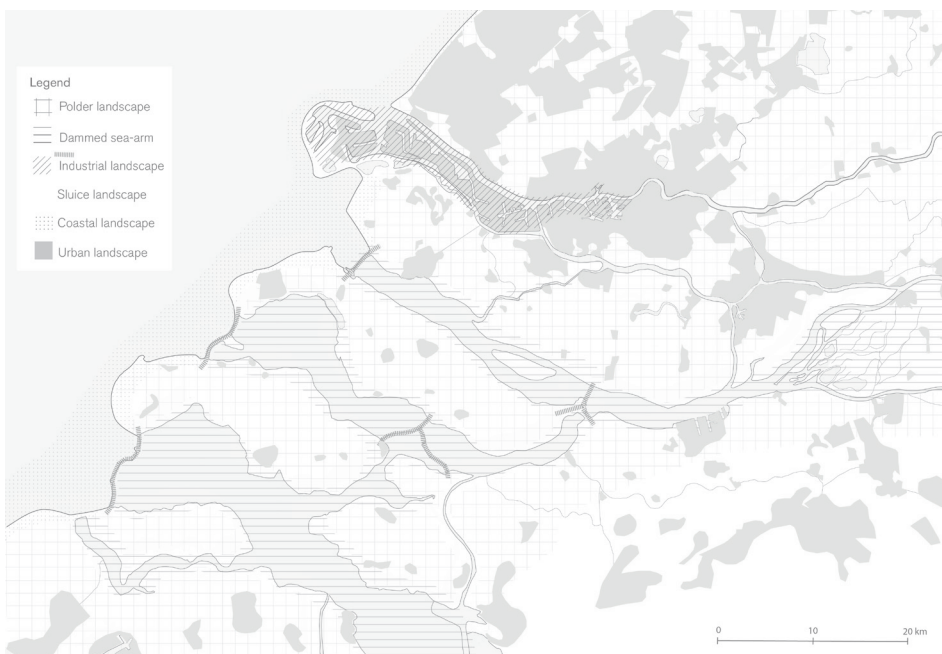 Legend
Polder landscape
Dammed sea-arm
Industrial landscape
Sluice landscape
Coastal landscape
Urban landscape
0 10 20 km